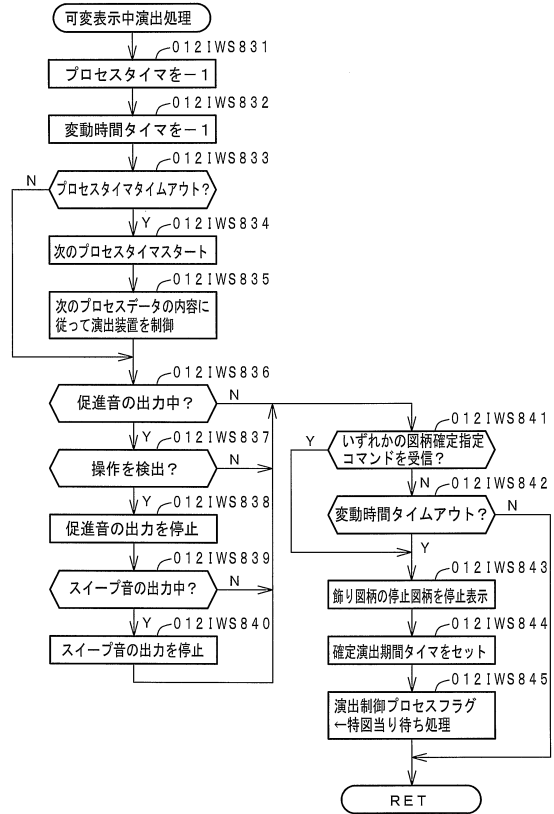 可変表示中演出処理
012IWS831
プロセスタイマを－1
012IWS832
変動時間タイマを－1
012IWS833
N
プロセスタイマタイムアウト？
Y
012IWS834
次のプロセスタイマスタート
012IWS835
次のプロセスデータの内容に
従って演出装置を制御
012IWS836
促進音の出力中？
N
Y
012IWS837
操作を検出？
N
Y
012IWS838
促進音の出力を停止
012IWS839
スイープ音の出力中？
N
Y
012IWS840
スイープ音の出力を停止
012IWS841
Y
いずれかの図柄確定指定
コマンドを受信？
N
012IWS842
変動時間タイムアウト？
N
Y
012IWS843
飾り図柄の停止図柄を停止表示
012IWS844
確定演出期間タイマをセット
012IWS845
演出制御プロセスフラグ
←特図当り待ち処理
RET